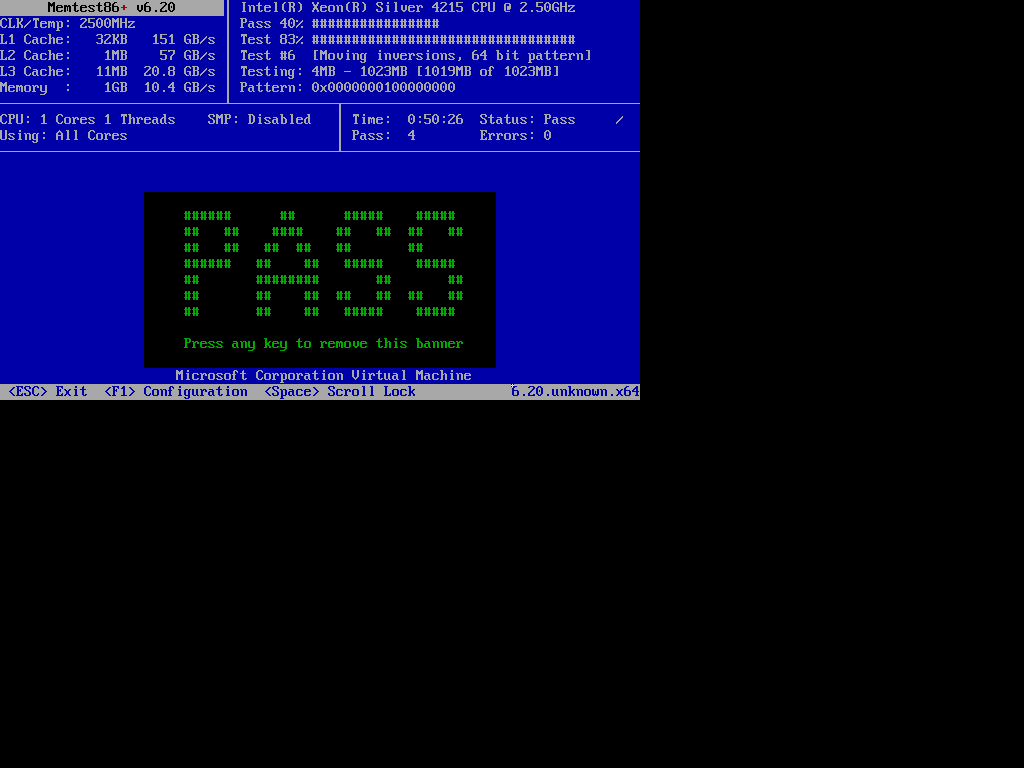 Memtest86+ v6.20
CLK/Temp: 2500MHz
L1 Cache: 32KB 151 GB/s
L2 Cache: 1MB 57 GB/s
L3 Cache: 11MB 20.8 GB/s
Memory : 1GB 10.4 GB/s
Intel(R) Xeon(R) Silver 4215 CPU @ 2.50GHz
Pass 40% ################
Test 83% #################################
Test #6 [Moving inversions, 64 bit pattern]
Testing: 4MB - 1023MB [1019MB of 1023MB]
Pattern: 0x0000000100000000
CPU: 1 Cores 1 Threads SMP: Disabled
Using: All Cores
Time: 0:50:26 Status: Pass /
Pass: 4 Errors: 0
PASS
Press any key to remove this banner
Microsoft Corporation Virtual Machine
<ESC> Exit <F1> Configuration <Space> Scroll Lock 6.20.unknown.x64